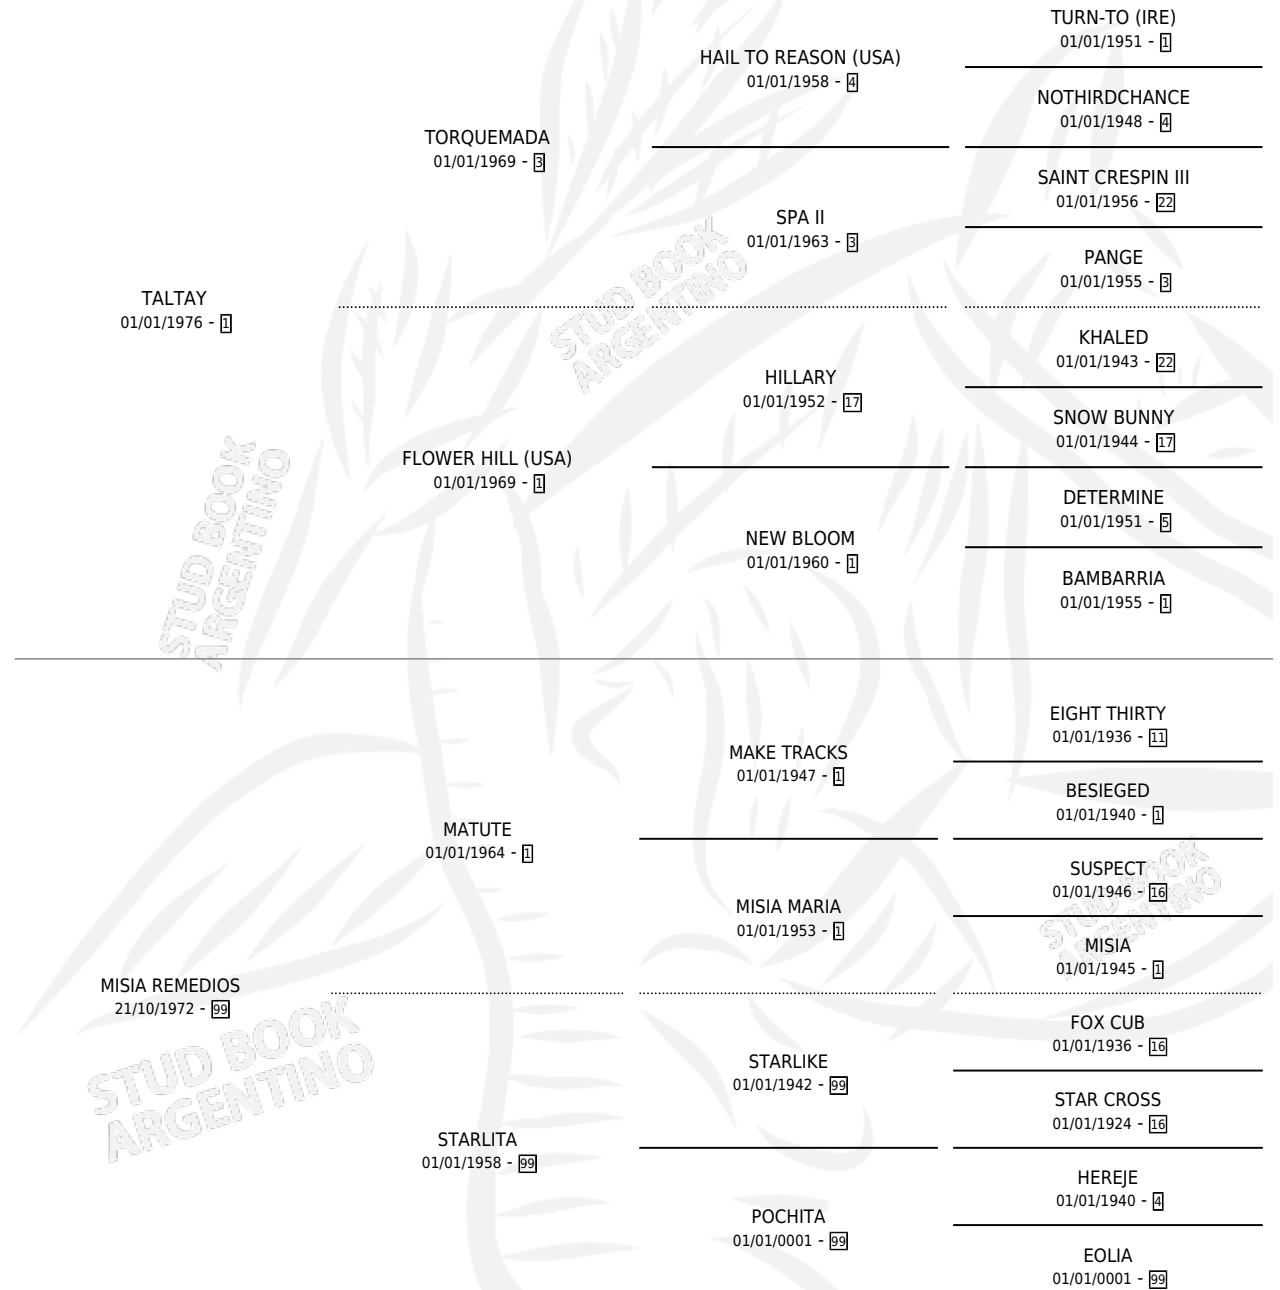 TURN-TO (IRE)
01/01/1951 - 1
HAIL TO REASON (USA)
01/01/1958 - 4
NOTHIRDCHANCE
01/01/1948 - 4
TORQUEMADA
01/01/1969 - 3
SAINT CRESPIN III
01/01/1956 - 22
SPA II
01/01/1963 - 3
PANGE
01/01/1955 - 3
TALTAY
01/01/1976 - 1
KHALED
01/01/1943 - 22
HILLARY
01/01/1952 - 17
SNOW BUNNY
01/01/1944 - 17
FLOWER HILL (USA)
01/01/1969 - 1
DETERMINE
01/01/1951 - 5
NEW BLOOM
01/01/1960 - 1
BAMBARRIA
01/01/1955 - 1
STUD BOOK
ARGENTINO
STUD BOOK
ARGENTINO
EIGHT THIRTY
01/01/1936 - 11
MAKE TRACKS
01/01/1947 - 1
BESIEGED
01/01/1940 - 1
MATUTE
01/01/1964 - 1
SUSPECT
01/01/1946 - 16
MISIA MARIA
01/01/1953 - 1
MISIA
01/01/1945 - 1
STUD BOOK
ARGENTINO
MISIA REMEDIOS
21/10/1972 - 99
FOX CUB
01/01/1936 - 16
STARLIKE
01/01/1942 - 99
STAR CROSS
01/01/1924 - 16
STARLITA
01/01/1958 - 99
HEREJE
01/01/1940 - 4
POCHITA
01/01/0001 - 99
EOLIA
01/01/0001 - 99
STUD BOOK
ARGENTINO